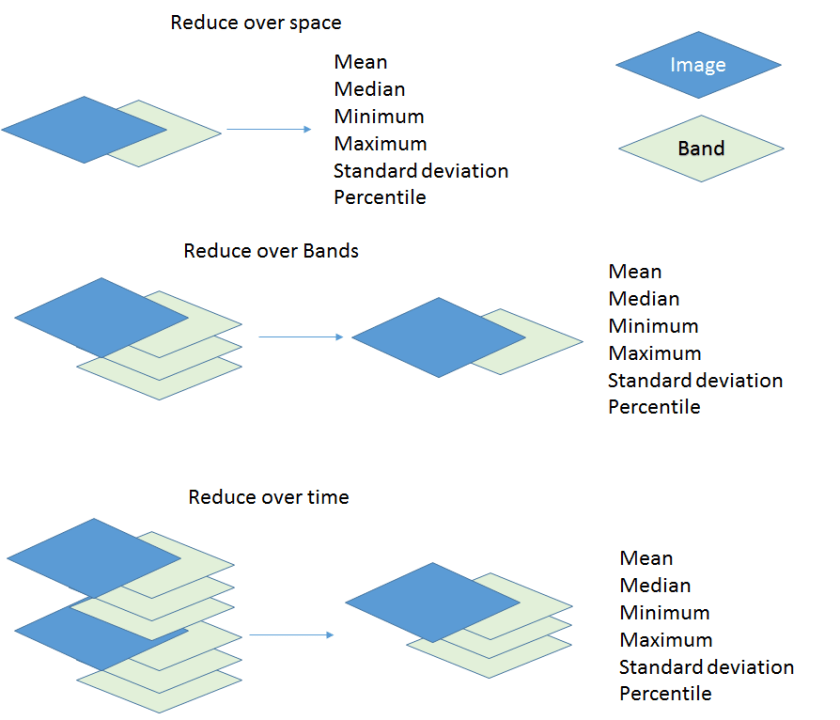 Reduce over space
Mean
Median
Minimum
Maximum
Standard deviation
Percentile
Image
Band
Reduce over Bands
Mean
Median
Minimum
Maximum
Standard deviation
Percentile
Reduce over time
Mean
Median
Minimum
Maximum
Standard deviation
Percentile